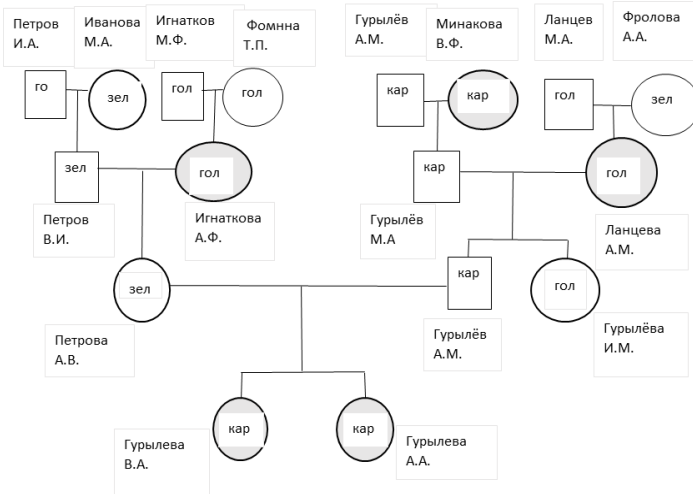 Петров
И.А.
Иванова
М.А.
Игнатков
М.Ф.
Фомнна
Т.П.
Гурылёв
А.М.
Минакова
В.Ф.
Ланцев
М.А.
Фролова
А.А.
го
зел
гол
гол
кар
кар
гол
зел
зел
гол
кар
гол
Петров
В.И.
Игнаткова
А.Ф.
Гурылёв
М.А
Ланцева
А.М.
зел
кар
гол
Петрова
А.В.
Гурылёв
А.М.
Гурылёва
И.М.
кар
кар
Гурылева
В.А.
Гурылева
А.А.